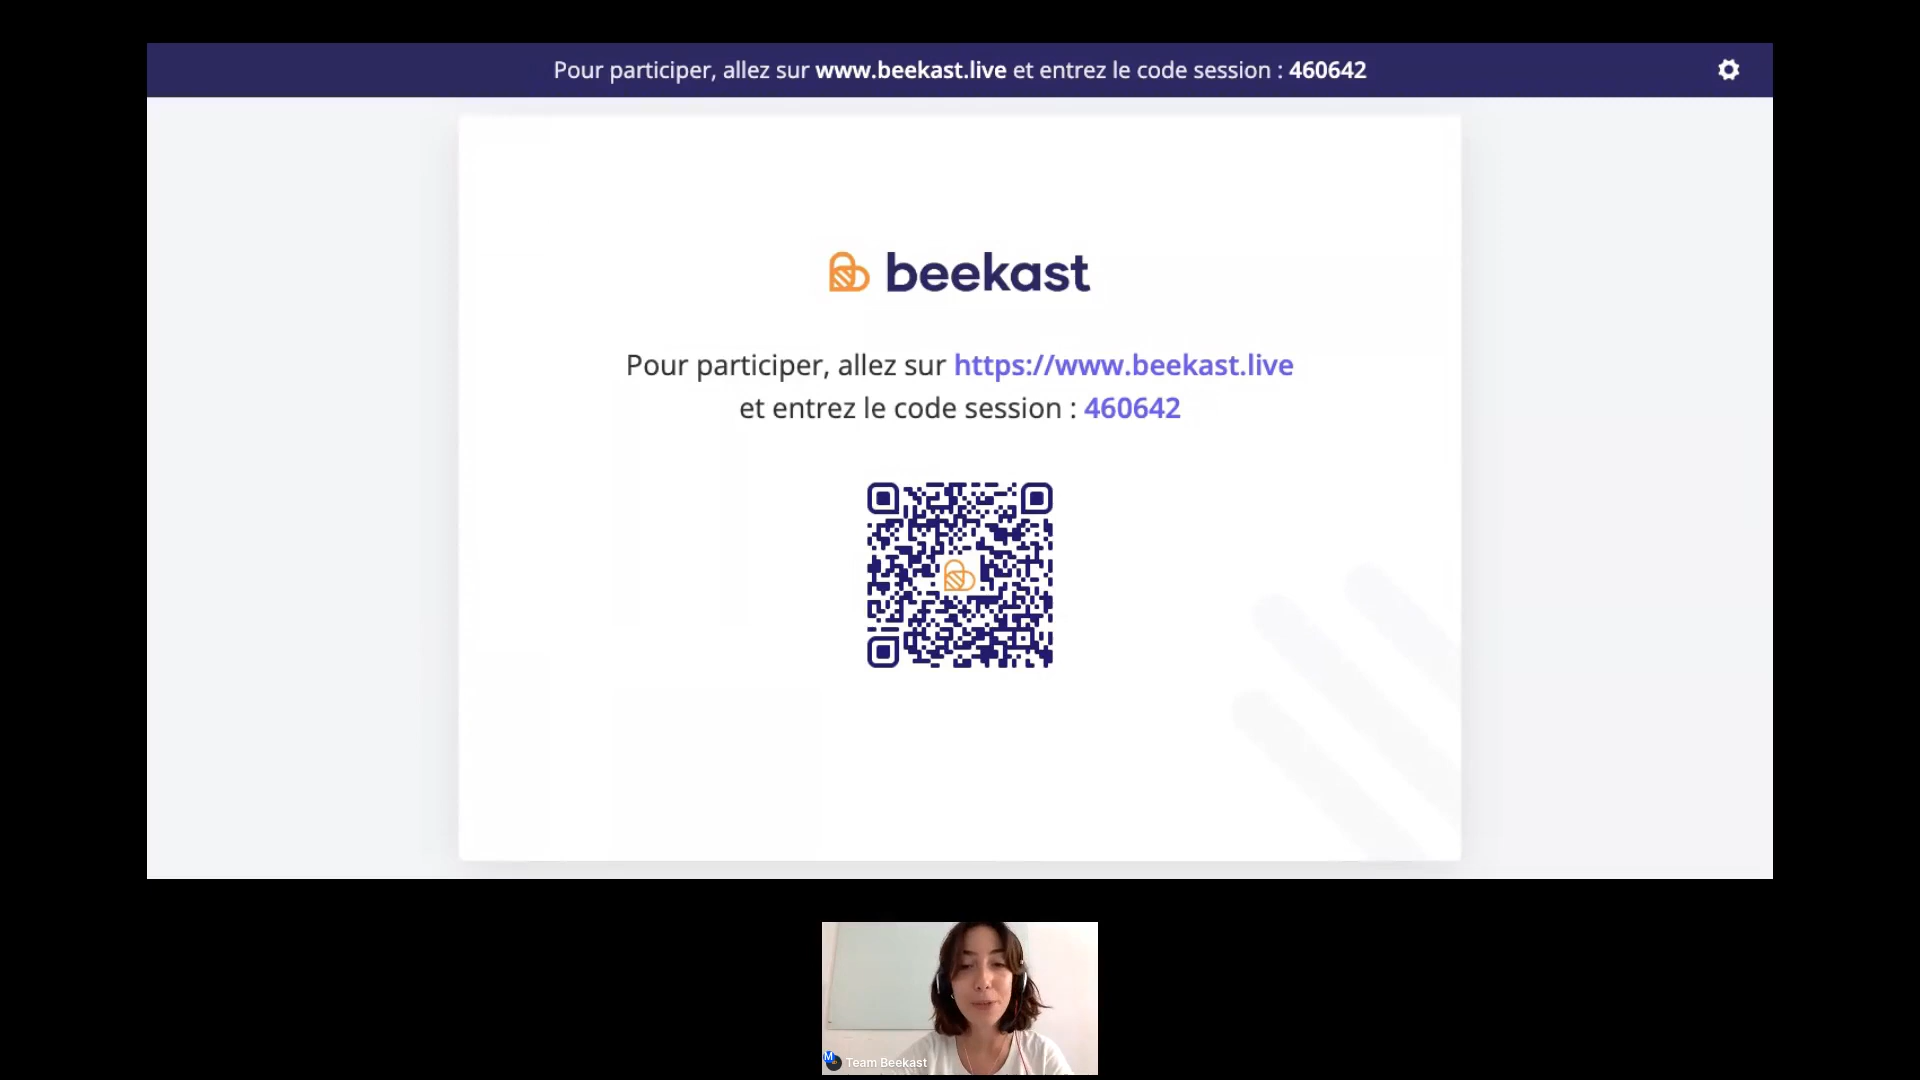 Pour participer, allez sur www.beekast.live et entrez le code session : 460642
beekast
Pour participer, allez sur https://www.beekast.live
et entrez le code session : 460642
M
Team Beekast